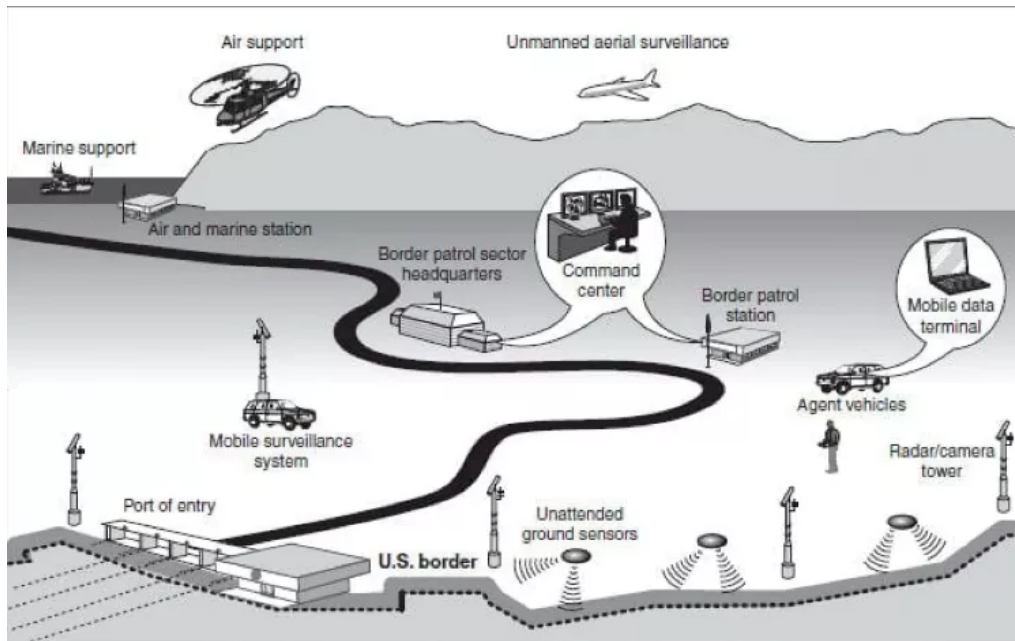 Air support
Unmanned aerial surveillance
Marine support
Air and marine station
Border patrol sector
headquarters
Command
center
Border patrol
station
Mobile data
terminal
Agent vehicles
Mobile surveillance
system
Radar/camera
tower
Port of entry
Unattended
ground sensors
U.S. border